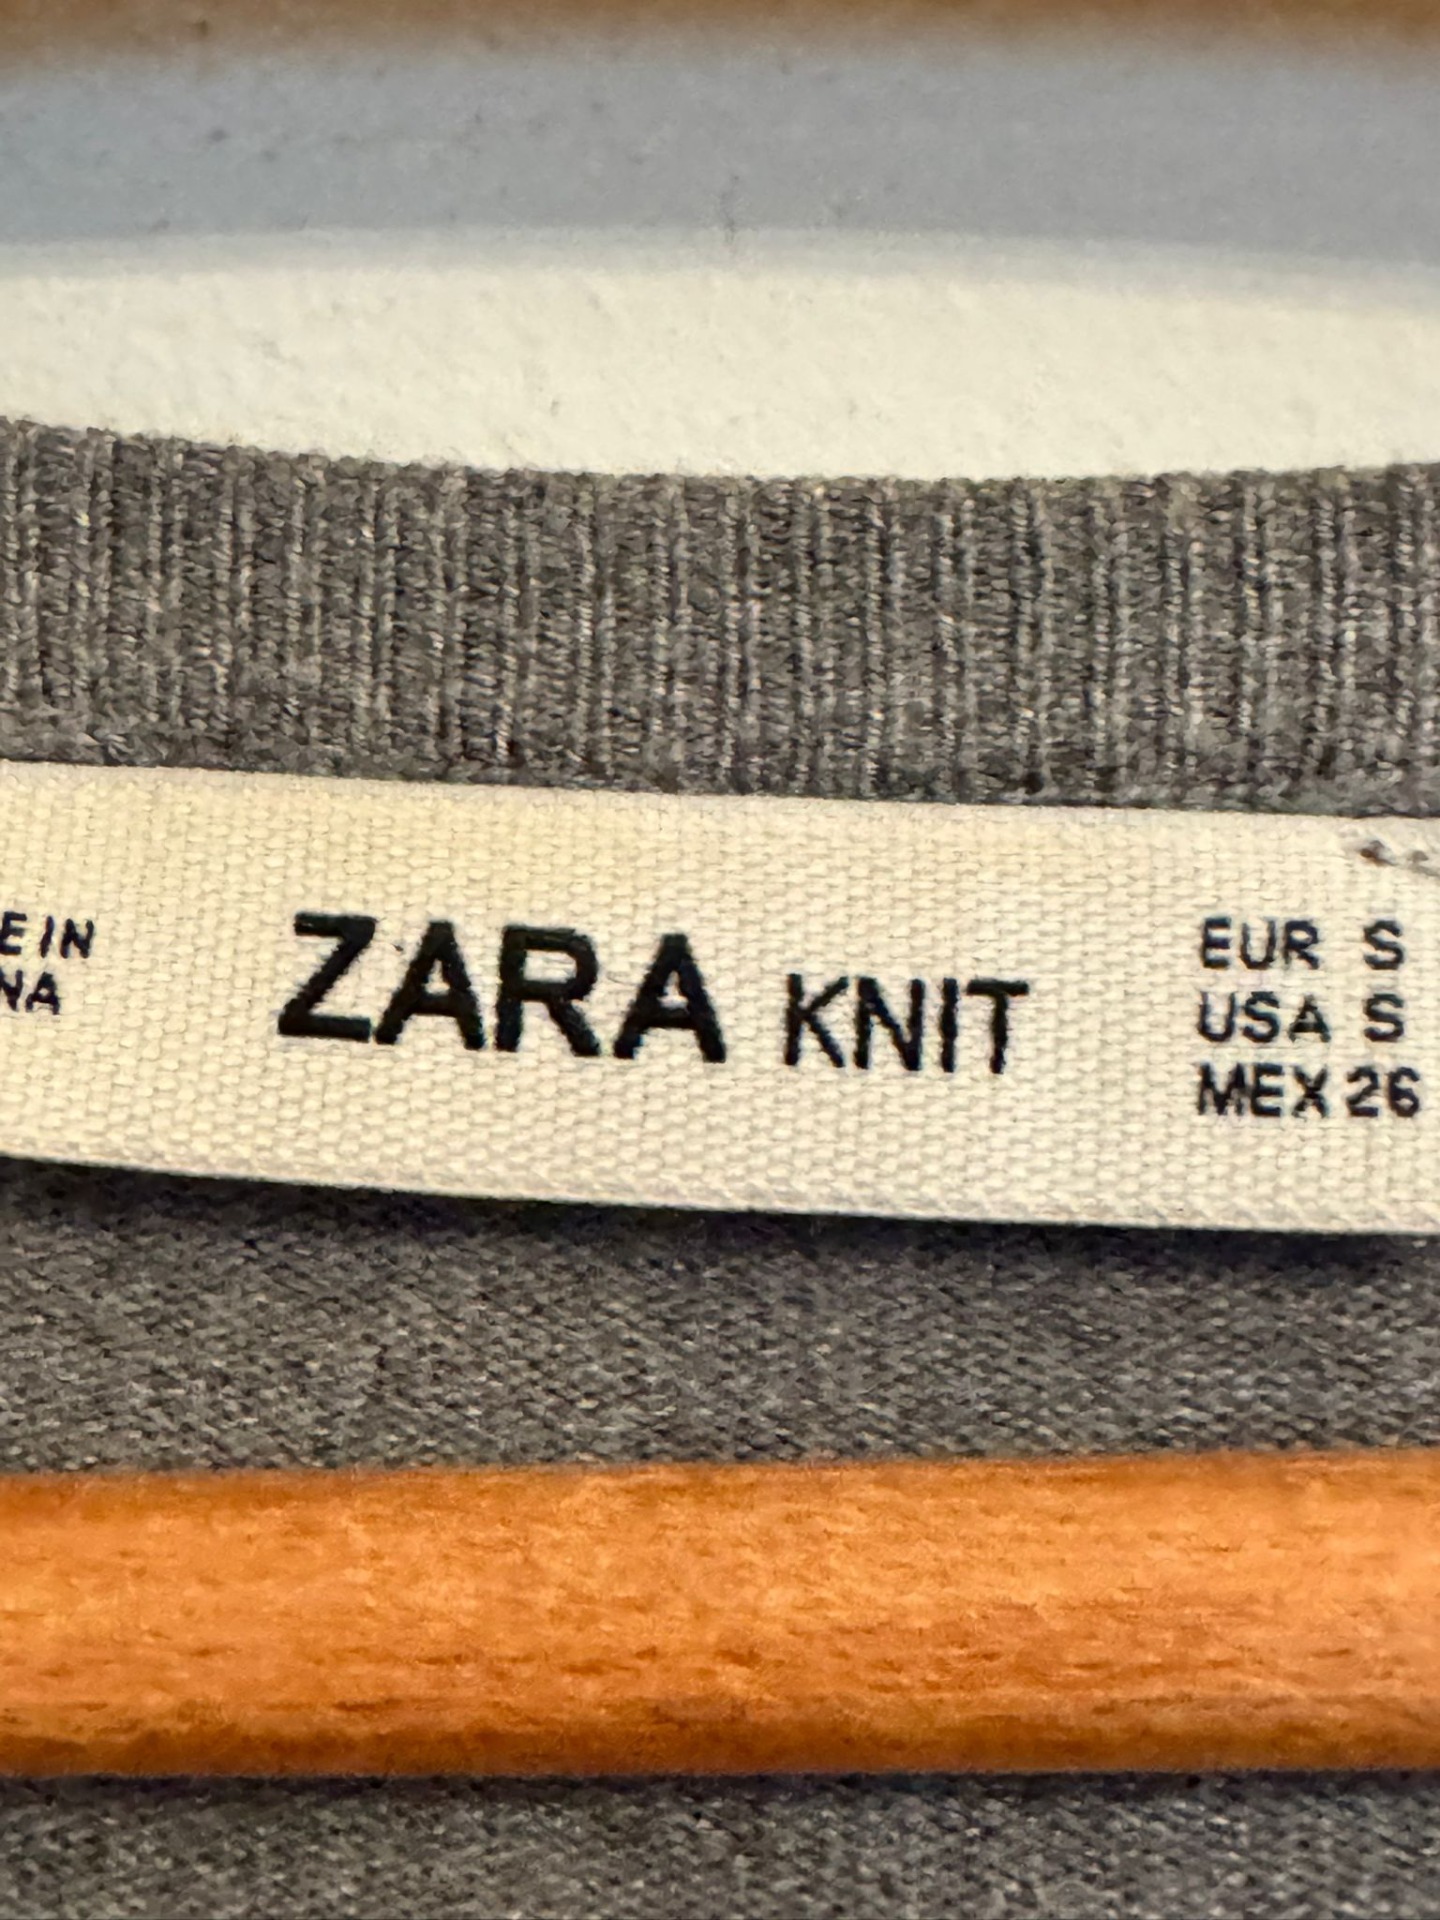 E IN
NA
ZARA KNIT
EUR S
USA S
MEX 26